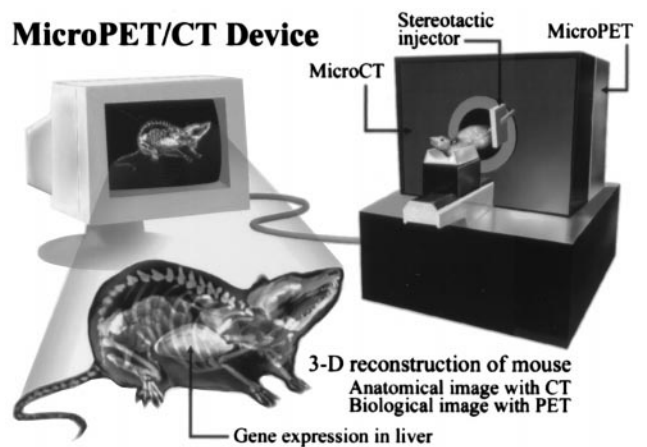 MicroPET/CT Device
Stereotactic
injector
MicroPET
MicroCT
3-D reconstruction of mouse
Anatomical image with CT
Biological image with PET
Gene expression in liver